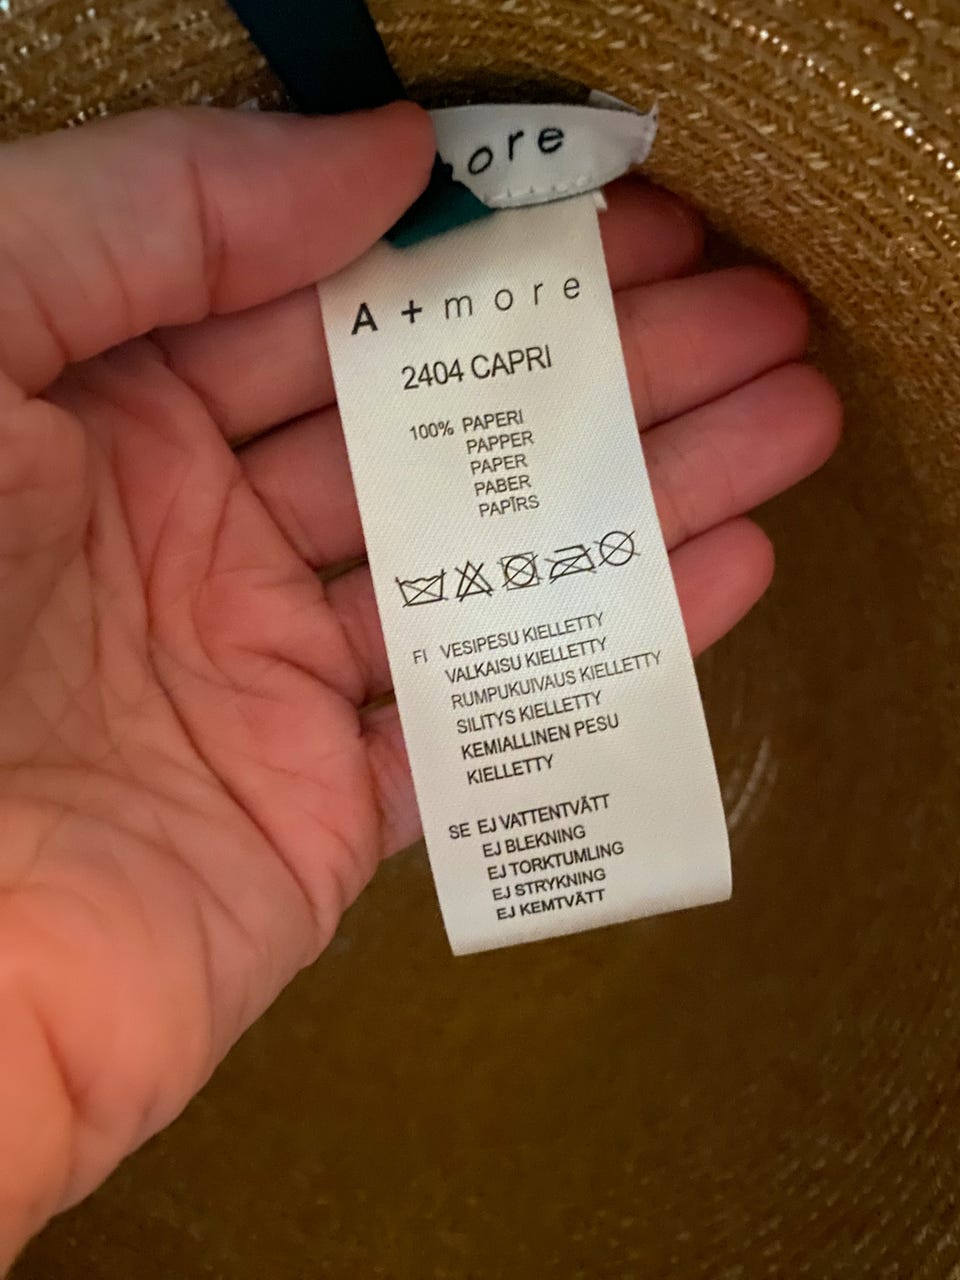 ore
A + more
2404 CAPRI
100% PAPERI
PAPPER
PAPER
PABER
PAPĪRS
FI VESIPESU KIELLETTY
VALKAISU KIELLETTY
RUMPUKUIVAUS KIELLETTY
SILITYS KIELLETTY
KEMIALLINEN PESU
KIELLETTY
SE EJ VATTENTVÄTT
EJ BLEKNING
EJ TORKTUMLING
EJ STRYKNING
EJ KEMTVÄTT